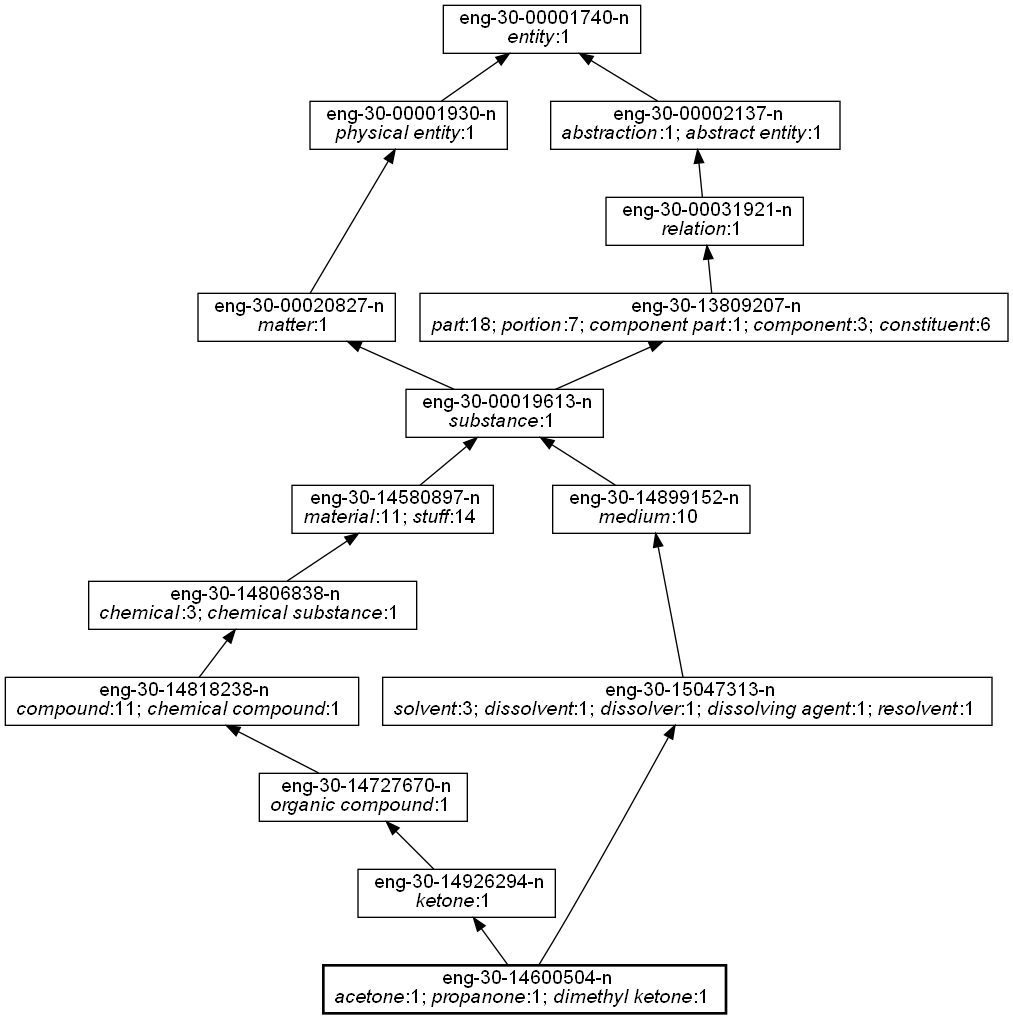 eng-30-00001740-n
entity:1
eng-30-00001930-n
physical entity:1
eng-30-00002137-n
abstraction:1; abstract entity:1
eng-30-00031921-n
relation:1
eng-30-00020827-n
matter:1
eng-30-13809207-n
part:18; portion:7; component part:1; component:3; constituent:6
eng-30-00019613-n
substance:1
eng-30-14580897-n
material:11; stuff:14
eng-30-14899152-n
medium:10
eng-30-14806838-n
chemical:3; chemical substance:1
eng-30-14818238-n
compound:11; chemical compound:1
eng-30-15047313-n
solvent:3; dissolvent:1; dissolver:1; dissolving agent:1; resolvent:1
eng-30-14727670-n
organic compound:1
eng-30-14926294-n
ketone:1
eng-30-14600504-n
acetone:1; propanone:1; dimethyl ketone:1